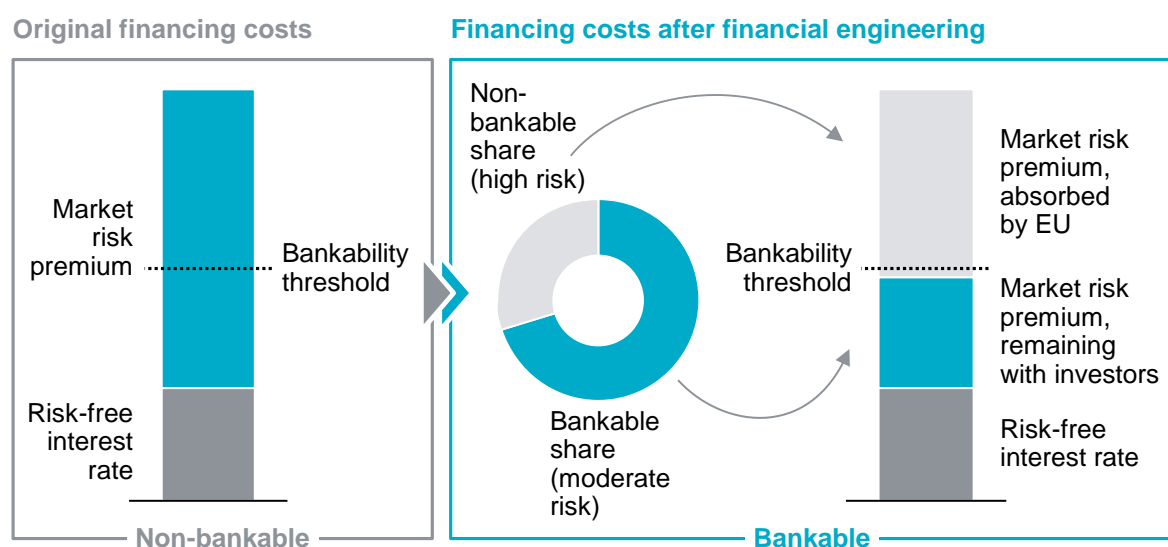 Original financing costs
Market
risk
premium
Bankability
threshold
Risk-free
interest
rate
Non-bankable
Financing costs after financial engineering
Non-
bankable
share
(high risk)
Bankable
share
(moderate
risk)
Bankability
threshold
Market risk
premium,
absorbed
by EU
Market risk
premium,
remaining
with investors
Risk-free
interest rate
Bankable